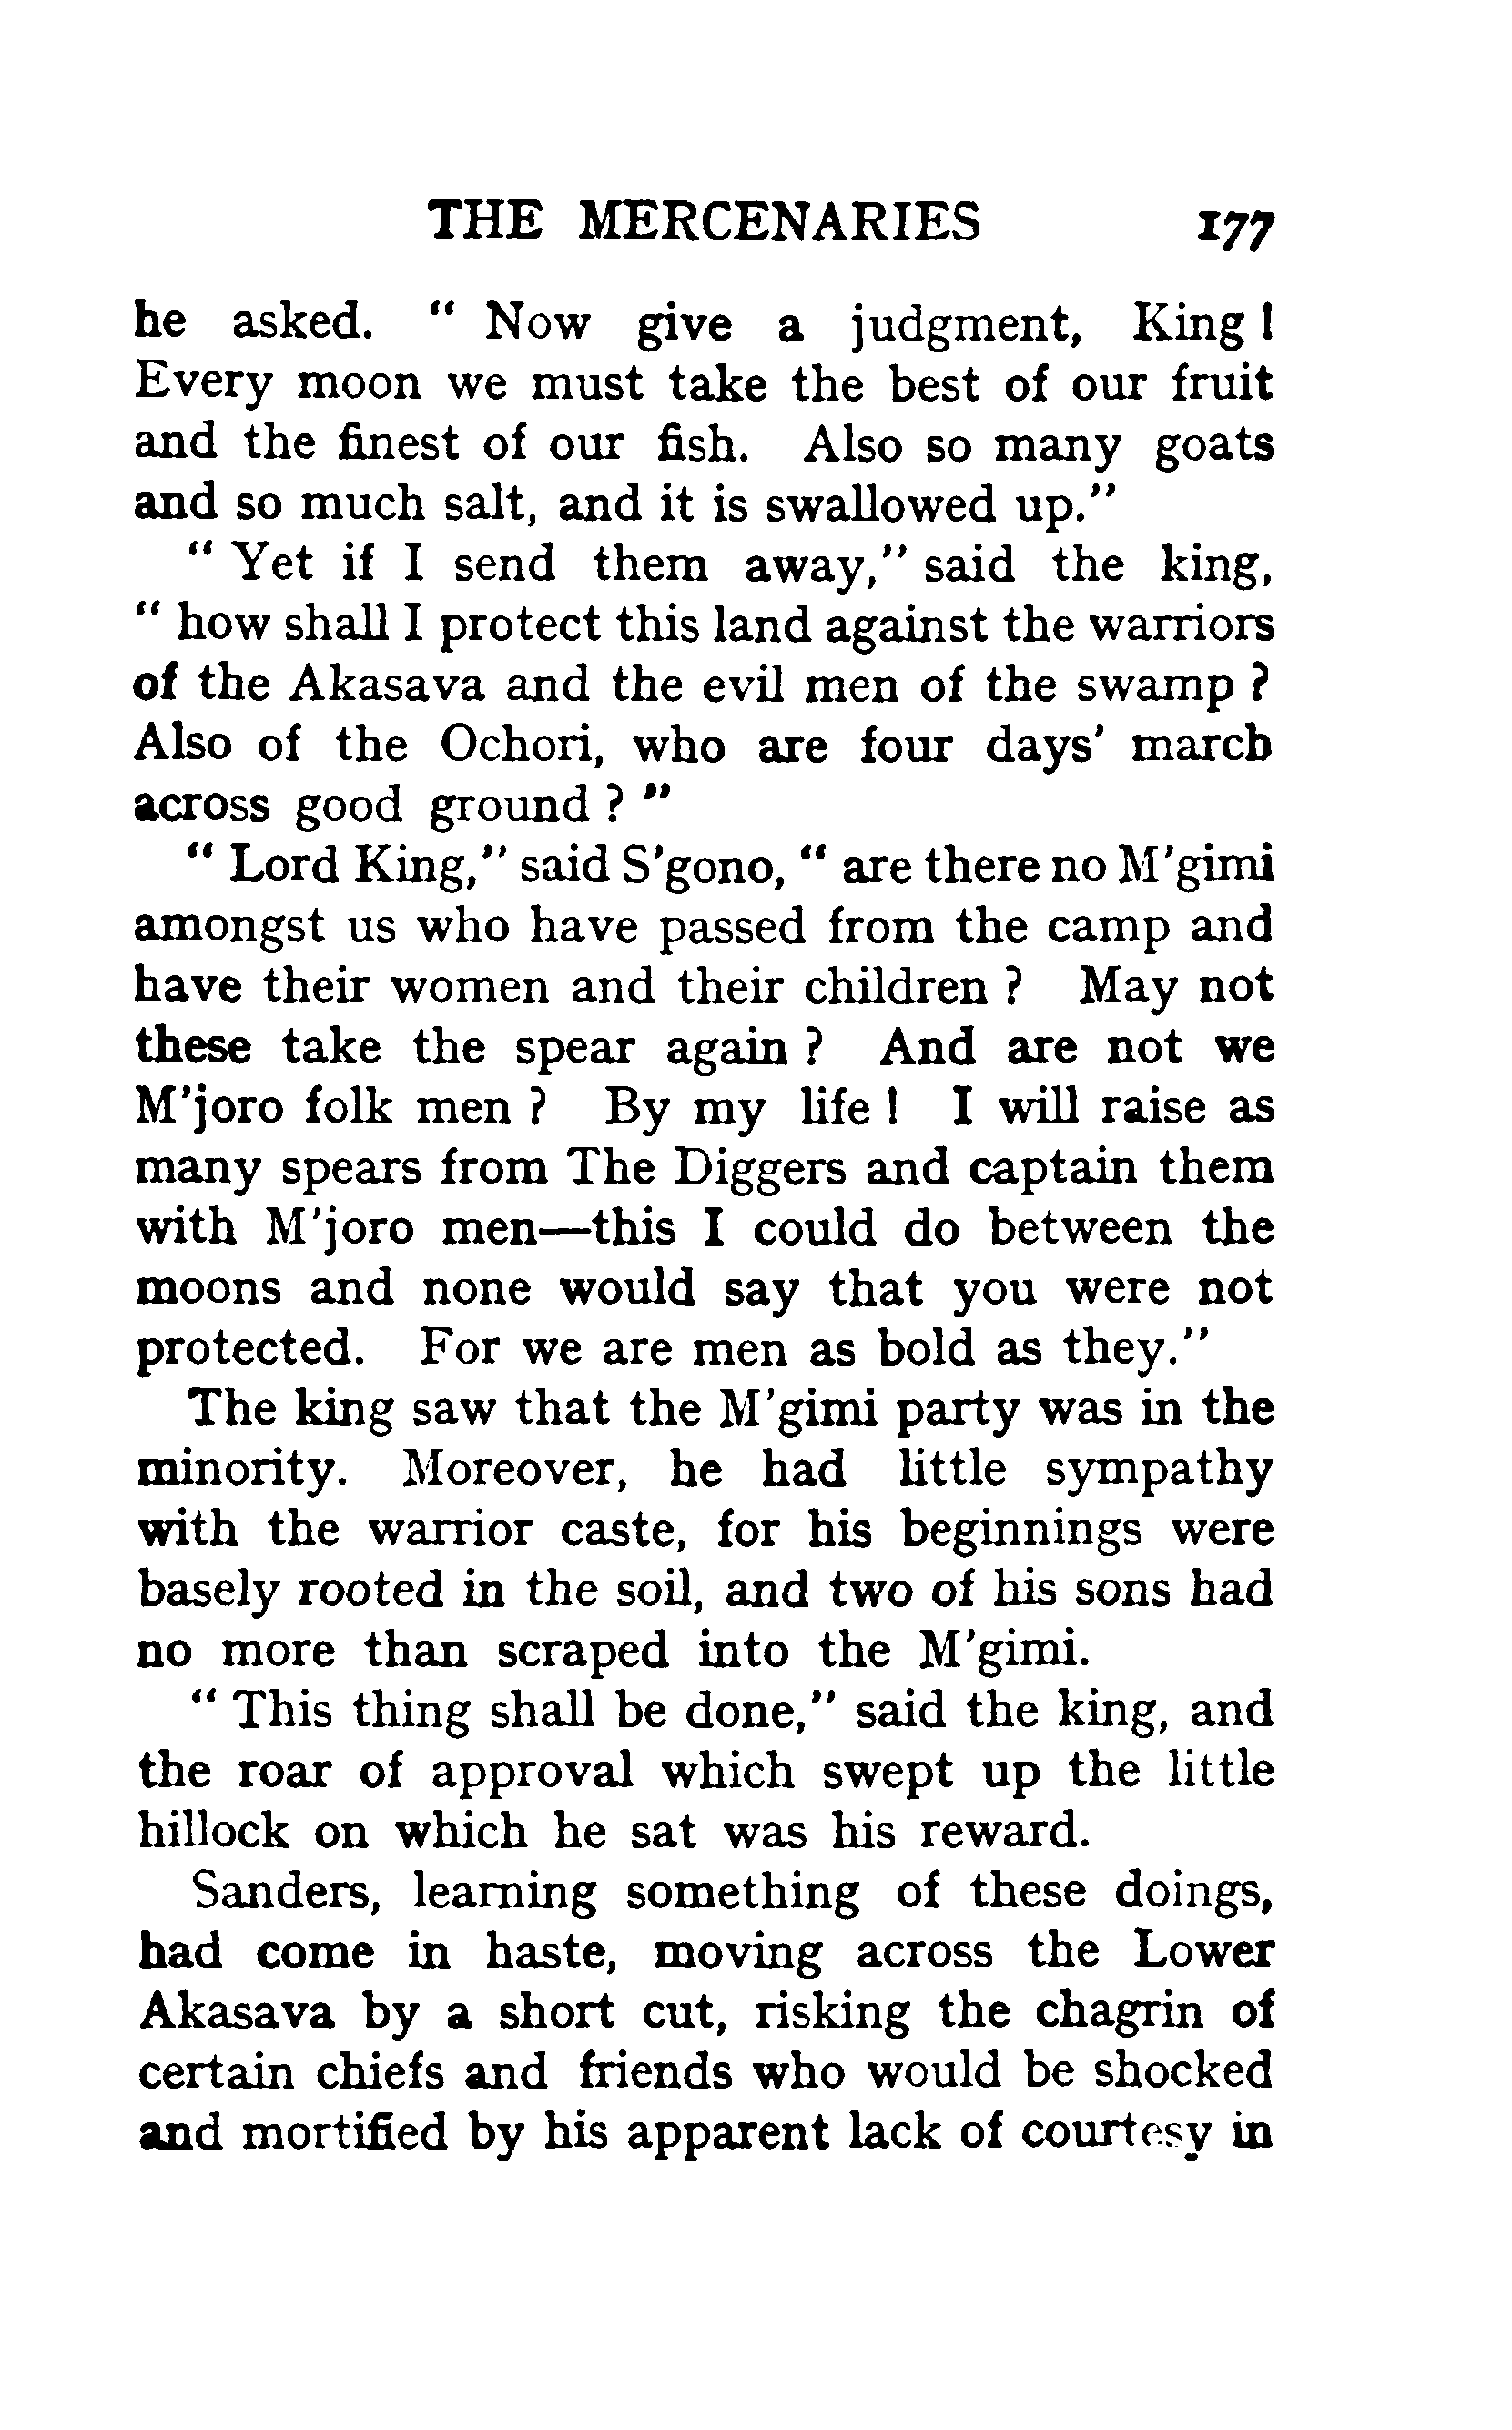 THE MERCENARIES 177
he asked. " Now give a judgment, King !
Every moon we must take the best of our fruit
and the finest of our fish. Also so many goats
and so much salt, and it is swallowed up."
" Yet if I send them away," said the king,
" how shall I protect this land against the warriors
of the Akasava and the evil men of the swamp ?
Also of the Ochori, who are four days' march
across good ground ? "
" Lord King," said S'gono, " are there no M'gimi
amongst us who have passed from the camp and
have their women and their children ? May not
these take the spear again ? And are not we
M'joro folk men ? By my life ! I will raise as
many spears from The Diggers and captain them
with M'joro men—this I could do between the
moons and none would say that you were not
protected. For we are men as bold as they."
The king saw that the M'gimi party was in the
minority. Moreover, he had little sympathy
with the warrior caste, for his beginnings were
basely rooted in the soil, and two of his sons had
no more than scraped into the M'gimi.
" This thing shall be done," said the king, and
the roar of approval which swept up the little
hillock on which he sat was his reward.
Sanders, learning something of these doings,
had come in haste, moving across the Lower
Akasava by a short cut, risking the chagrin of
certain chiefs and friends who would be shocked
and mortified by his apparent lack of courtesy in